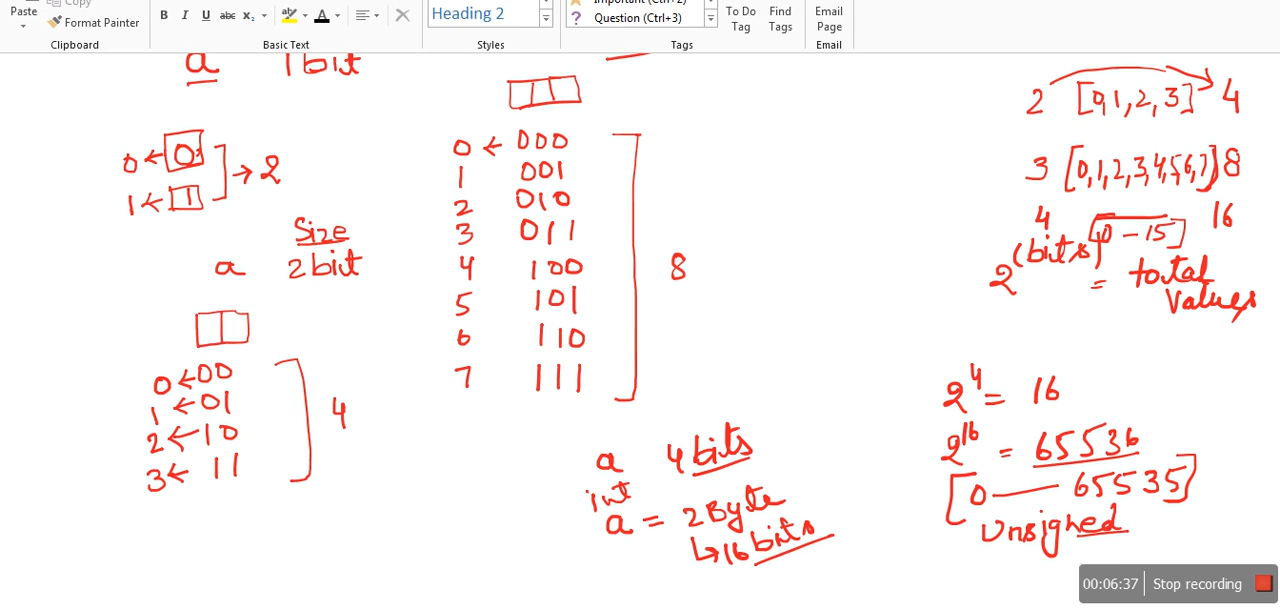 Copy
Paste
Format Painter
Clipboard
B I U abc x₂ ab A
Basic Text
Heading 2
Styles
Important (Ctrl+2)
? Question (Ctrl+3)
Tags
To Do
Tag
Find
Tags
Email
Page
Email
a 1 bit
0 ← 0
1 ← 1
→ 2
Size
a 2 bit
0 ← 00
1 ← 01
2 ← 10
3 ← 11
4
0 ← 000
1 001
2 010
3 011
4 100
5 101
6 110
7 111
8
a 4 bits
int
a = 2 Byte
↳ 16 bits
2 [0,1,2,3] 4
3 [0,1,2,3,4,5,6,7] 8
4 [0 – 15] 16
2^(bits) = total
values
2^4 = 16
2^16 = 65536
[0 — 65535]
Unsigned
00:06:37 Stop recording